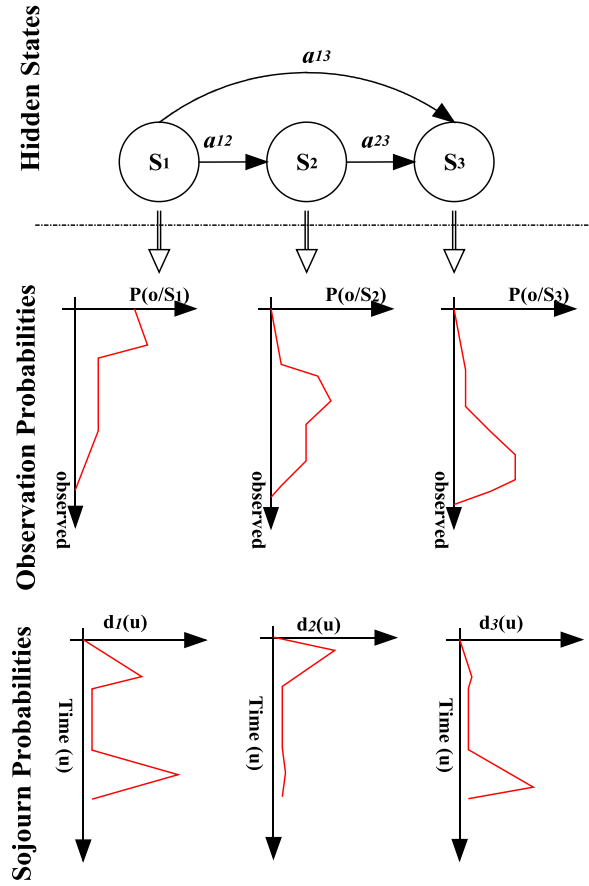 Hidden States
a13
a12
a23
S1
S2
S3
Observation Probabilities
P(o/S1)
P(o/S2)
P(o/S3)
observed
observed
observed
Sojourn Probabilities
d1(u)
d2(u)
d3(u)
Time (u)
Time (u)
Time (u)